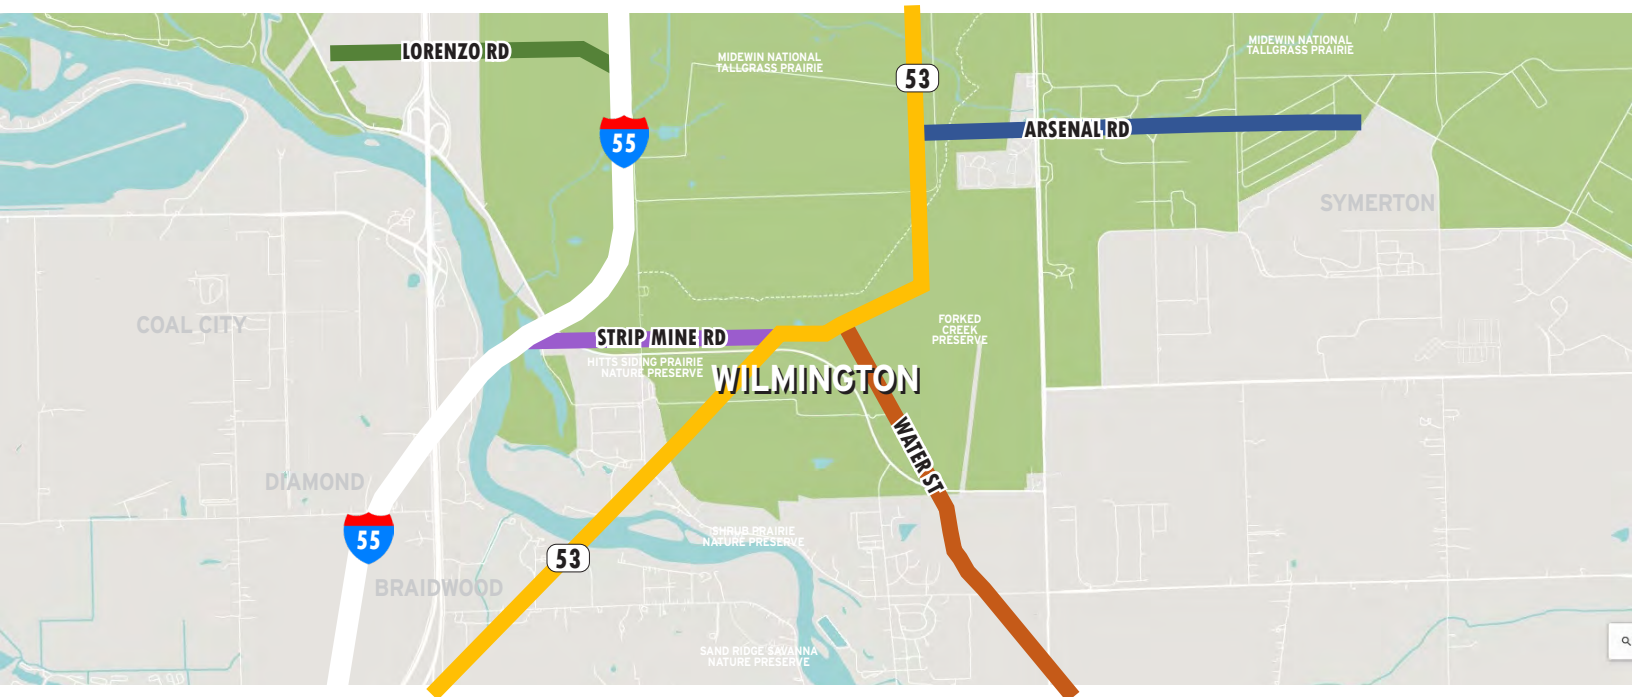 LORENZO RD
MIDEWIN NATIONAL
TALLGRASS PRAIRIE
53
MIDEWIN NATIONAL
TALLGRASS PRAIRIE
55
ARSENAL RD
SYMERTON
COAL CITY
STRIP MINE RD
FORKED
CREEK
PRESERVE
HITTS SIDING PRAIRIE
NATURE PRESERVE
WILMINGTON
WATER ST
DIAMOND
55
SHRUB PRAIRIE
NATURE PRESERVE
53
BRAIDWOOD
SAND RIDGE SAVANNA
NATURE PRESERVE